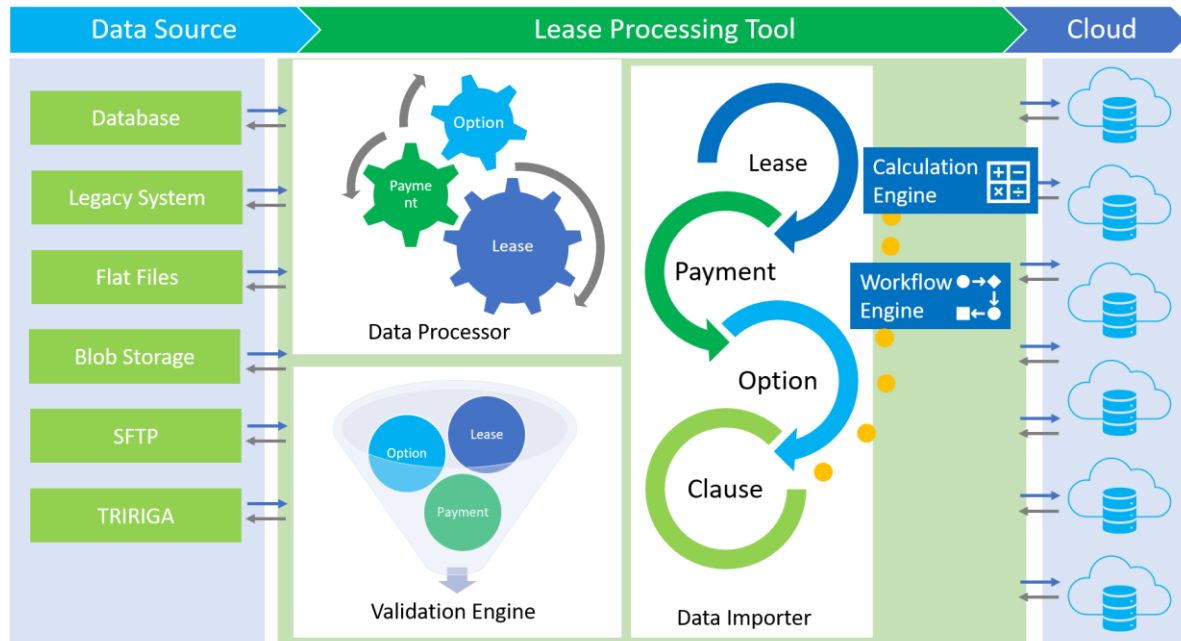 Data Source
Lease Processing Tool
Cloud
Database
Legacy System
Flat Files
Blob Storage
SFTP
TRIRIGA
Option
Payme
nt
Lease
Data Processor
Option
Lease
Payment
Validation Engine
Lease
Payment
Option
Clause
Data Importer
Calculation
Engine
Workflow
Engine